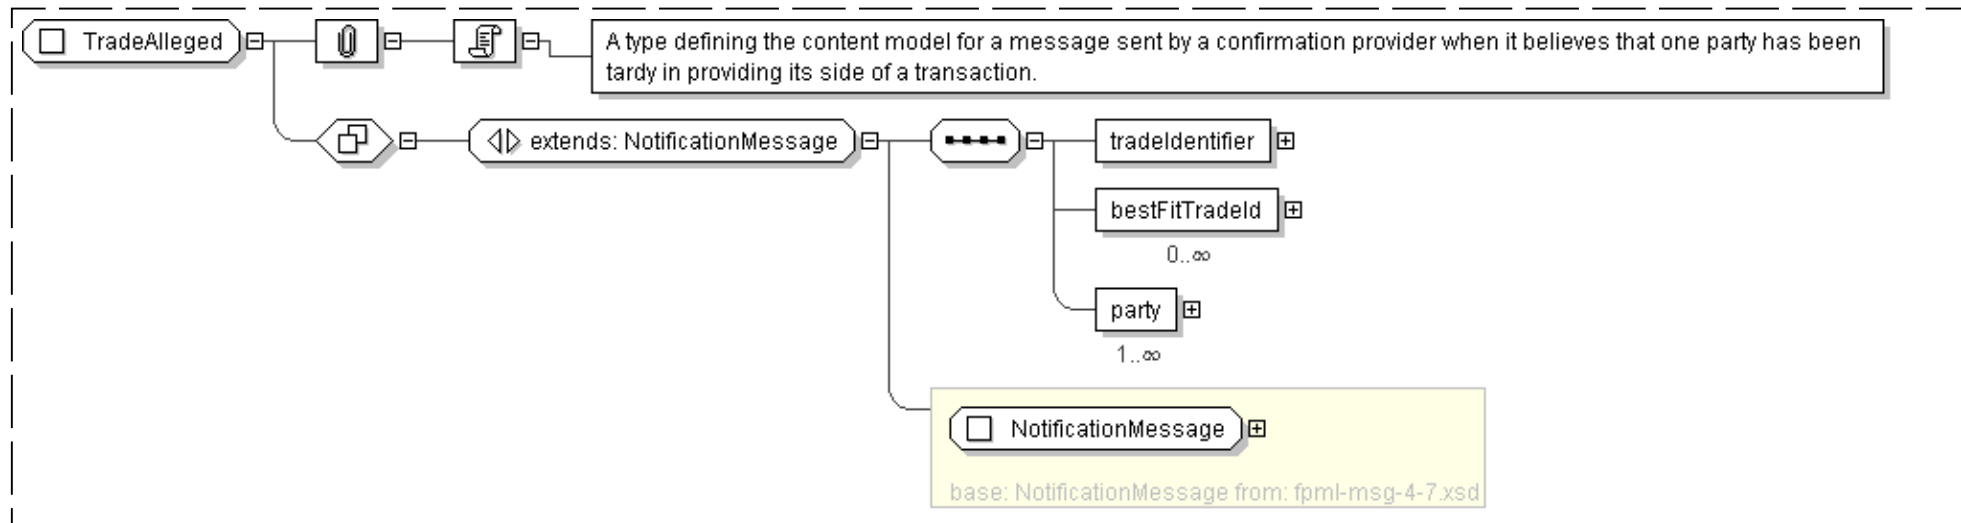 TradeAlleged
A type defining the content model for a message sent by a confirmation provider when it believes that one party has been
tardy in providing its side of a transaction.
extends: NotificationMessage
tradeIdentifier
bestFitTradeId
0..∞
party
1..∞
NotificationMessage
base: NotificationMessage from: fpml-msg-4-7.xsd